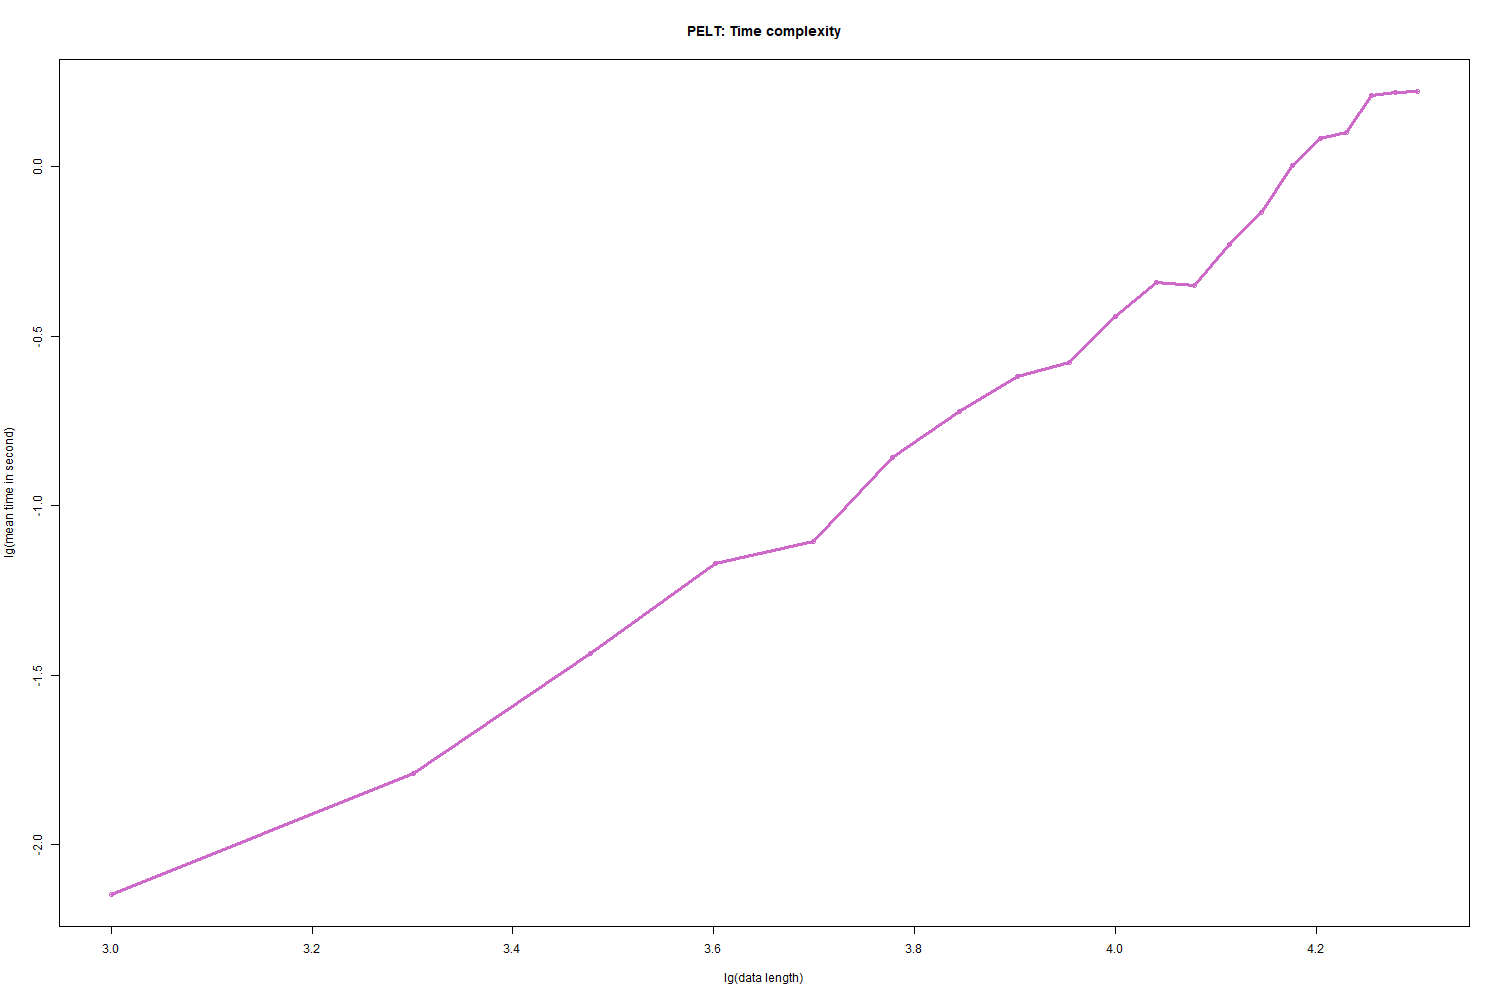 PELT: Time complexity
lg(mean time in second)
0.0
-0.5
-1.0
-1.5
-2.0
3.0 3.2 3.4 3.6 3.8 4.0 4.2
lg(data length)